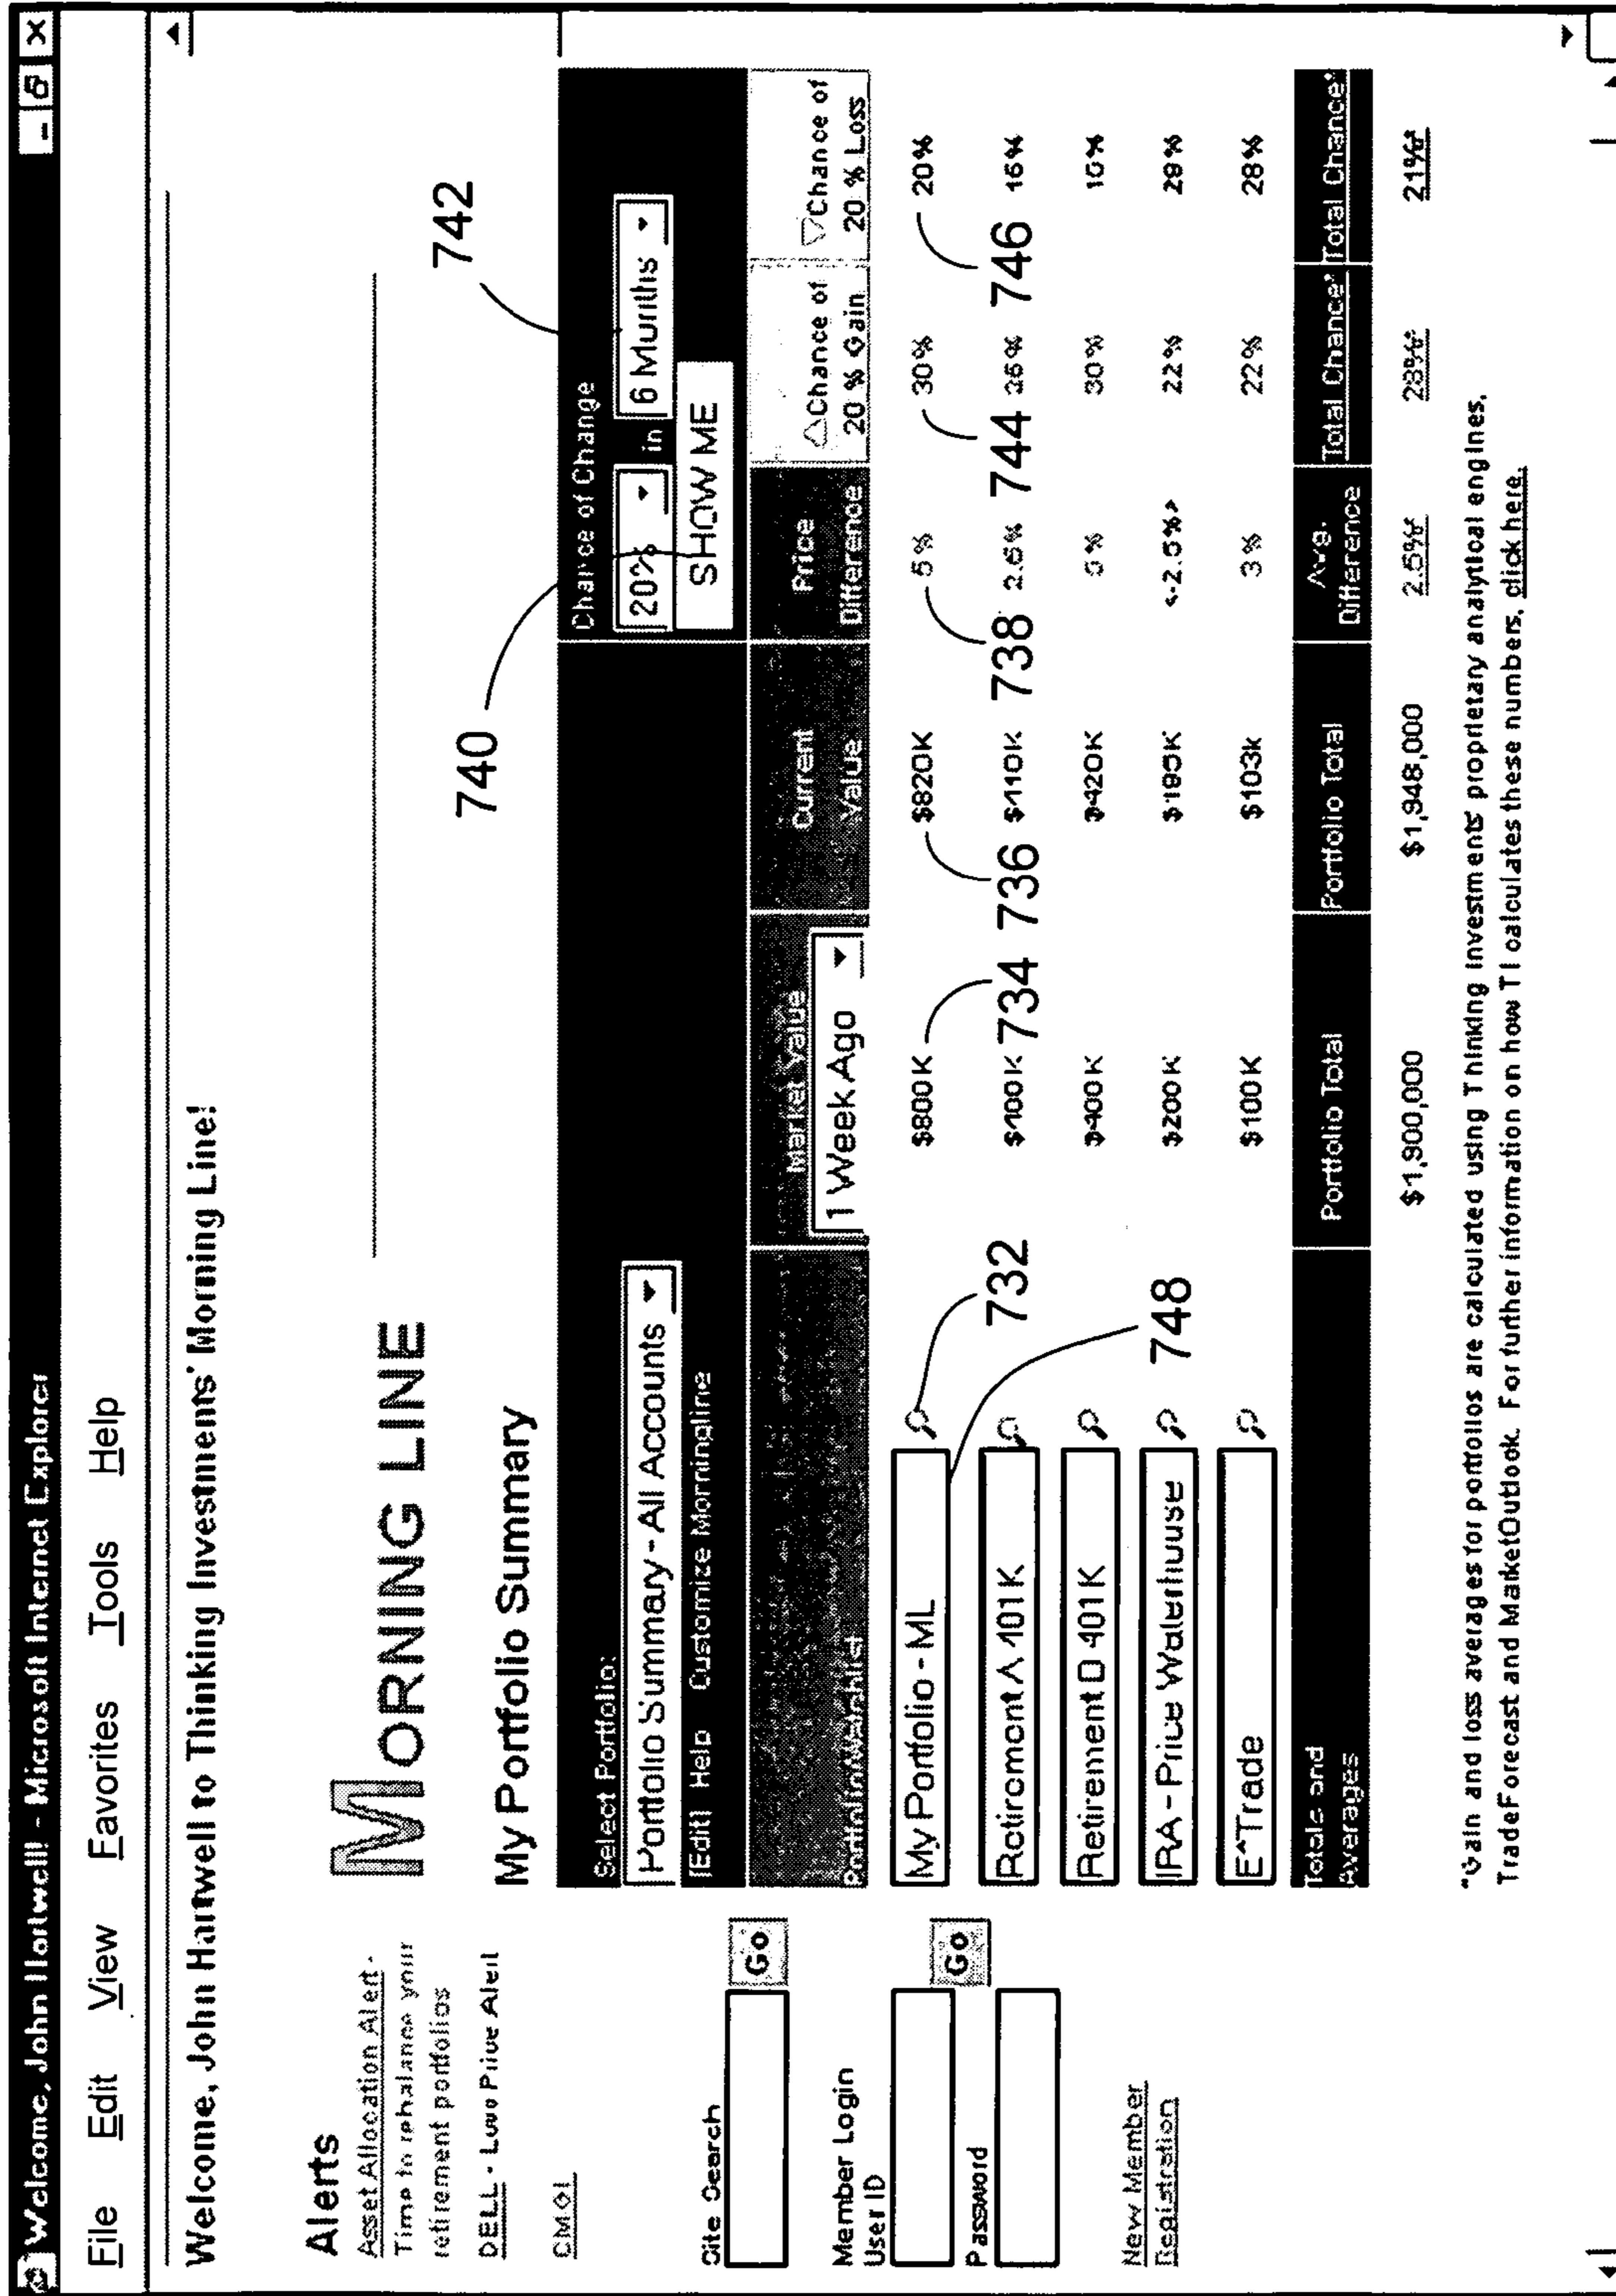 Welcome, John Hartwell! - Microsoft Internet Explorer
File Edit View Favorites Tools Help
Welcome, John Hartwell to Thinking Investments' Morning Line!
Alerts
Asset Allocation Alert -
Time to rebalance your
retirement portfolios
DELL - Low Price Alert
CMGI
Site Search
Go
Member Login
User ID
Go
Password
New Member
Registration
MORNING LINE
My Portfolio Summary
740
742
Select Portfolio:
Portfolio Summary - All Accounts
[Edit] Help Customize Morningline
Chance of Change
20% in 6 Months
SHOW ME
Market Value
1 Week Ago
Current
Value
Price
Difference
Chance of
20 % Gain
Chance of
20 % Loss
My Portfolio - ML $800K $820K 5% 30% 20%
732 734 736 738 744 746
Retirement A 401K $400K $410K 2.5% 16%
Retirement 401K $400K $420K 30%
748
IRA - Price Waterhouse $200K 22%
E*Trade $100K $103k 3% 22% 28%
Totals and
Averages
Portfolio Total Portfolio Total Avg.
Difference Total Chance* Total Chance*
$1,900,000 $1,948,000 2.5%* 28%* 21%*
*Gain and loss averages for portfolios are calculated using Thinking Investments' proprietary analytical engines,
TradeForecast and MarketOutlook. For further information on how TI calculates these numbers, click here.